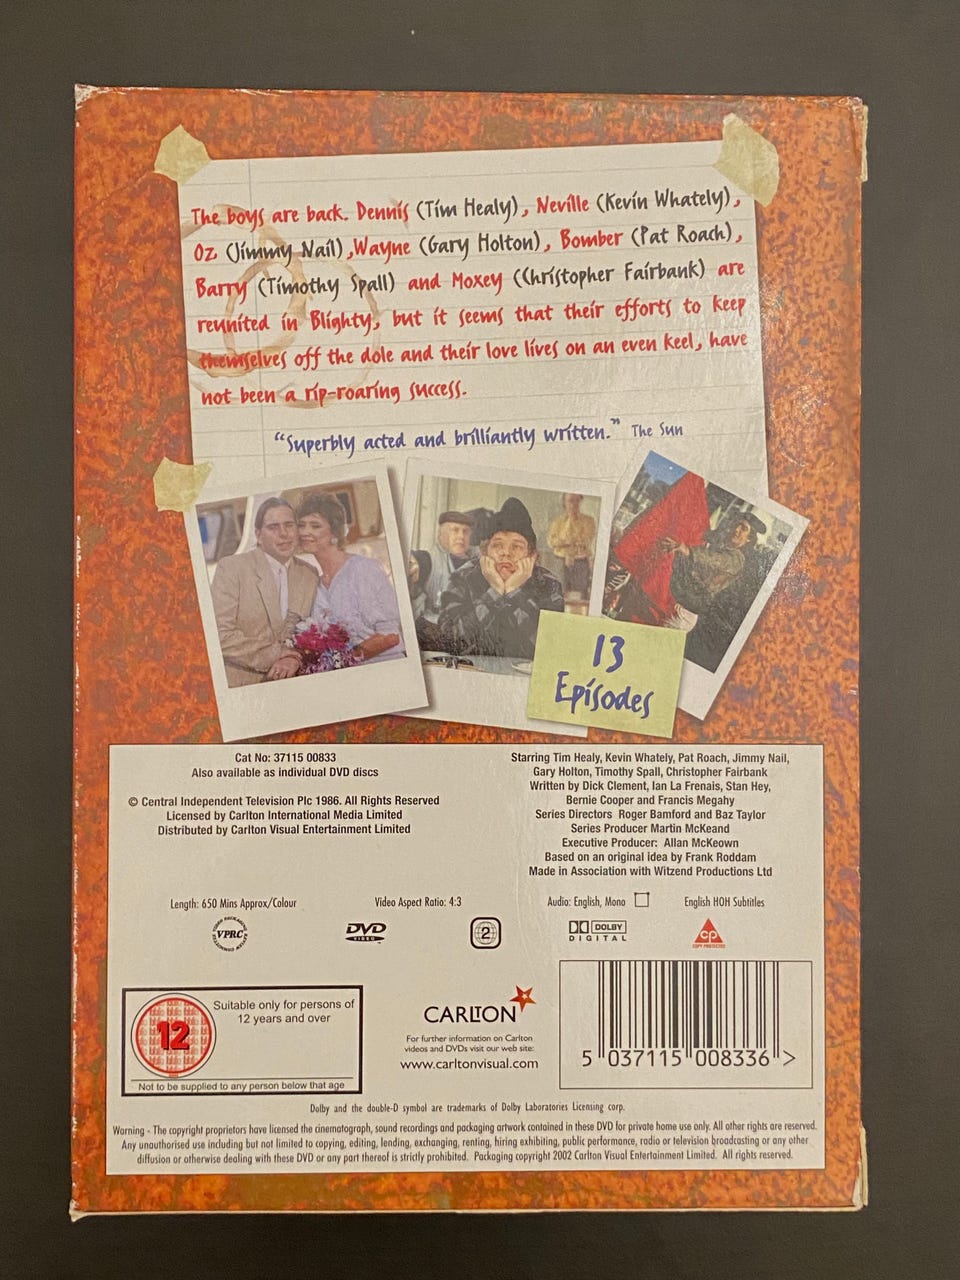 The boys are back. Dennis (Tim Healy), Neville (Kevin Whately),
Oz (Jimmy Nail), Wayne (Gary Holton), Bomber (Pat Roach),
Barry (Timothy Spall) and Moxey (Christopher Fairbank) are
reunited in Blighty, but it seems that their efforts to keep
themselves off the dole and their love lives on an even keel, have
not been a rip-roaring success.
“Superbly acted and brilliantly written.” The Sun
13
Episodes
Cat No: 37115 00833
Also available as individual DVD discs
© Central Independent Television Plc 1986. All Rights Reserved
Licensed by Carlton International Media Limited
Distributed by Carlton Visual Entertainment Limited
Starring Tim Healy, Kevin Whately, Pat Roach, Jimmy Nail,
Gary Holton, Timothy Spall, Christopher Fairbank
Written by Dick Clement, Ian La Frenais, Stan Hey,
Bernie Cooper and Francis Megahy
Series Directors Roger Bamford and Baz Taylor
Series Producer Martin McKeand
Executive Producer: Allan McKeown
Based on an original idea by Frank Roddam
Made in Association with Witzend Productions Ltd
Length: 650 Mins Approx/Colour
Video Aspect Ratio: 4:3
Audio: English, Mono
English HOH Subtitles
VPRC
DVD
VIDEO
2
DOLBY
DIGITAL
CP
COPY PROTECTED
12
Suitable only for persons of
12 years and over
Not to be supplied to any person below that age
CARLTON
For further information on Carlton
videos and DVDs visit our web site:
www.carltonvisual.com
5 037115 008336 >
Dolby and the double-D symbol are trademarks of Dolby Laboratories Licensing corp.
Warning - The copyright proprietors have licensed the cinematograph, sound recordings and packaging artwork contained in these DVD for private home use only. All other rights are reserved.
Any unauthorised use including but not limited to copying, editing, lending, exchanging, renting, hiring exhibiting, public performance, radio or television broadcasting or any other
diffusion or otherwise dealing with these DVD or any part thereof is strictly prohibited. Packaging copyright 2002 Carlton Visual Entertainment Limited. All rights reserved.